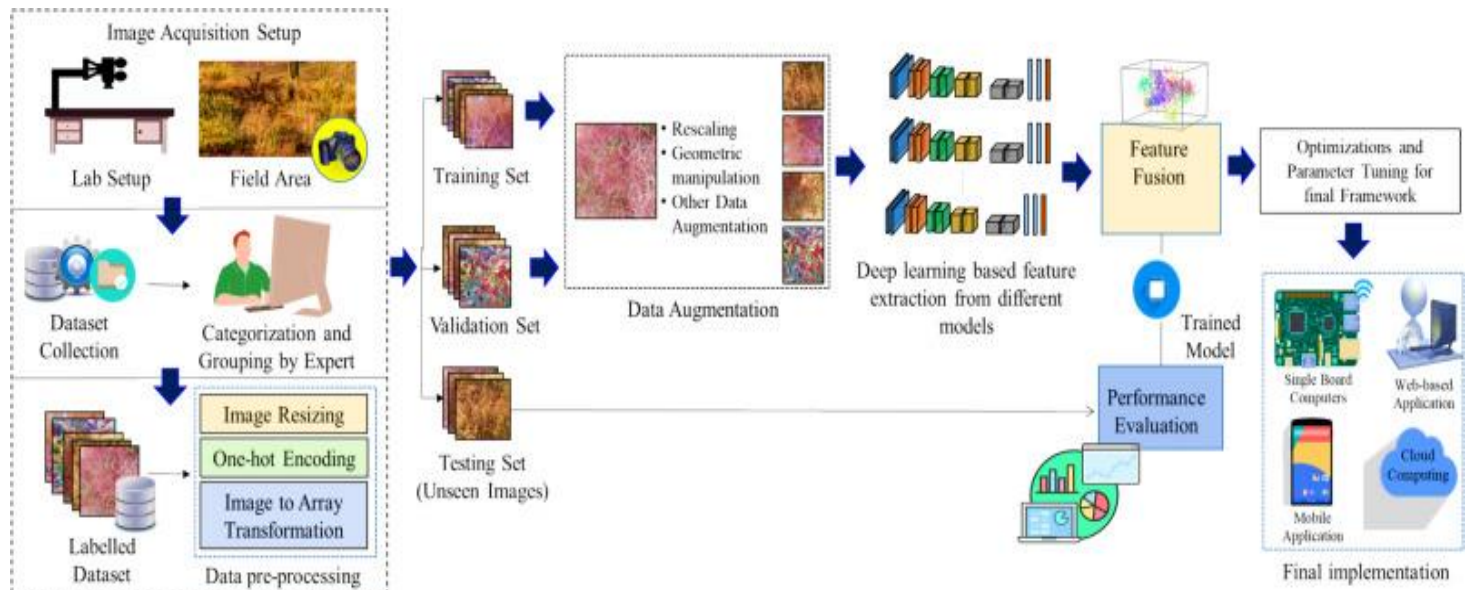 Image Acquisition Setup
Lab Setup
Field Area
Dataset
Collection
Categorization and
Grouping by Expert
Image Resizing
One-hot Encoding
Image to Array
Transformation
Labelled
Dataset
Data pre-processing
Training Set
Validation Set
Testing Set
(Unseen Images)
• Rescaling
• Geometric
manipulation
• Other Data
Augmentation
Data Augmentation
Deep learning based feature
extraction from different
models
Feature
Fusion
Trained
Model
Performance
Evaluation
Optimizations and
Parameter Tuning for
final Framework
Single Board
Computers
Web-based
Application
Mobile
Application
Cloud
Computing
Final implementation